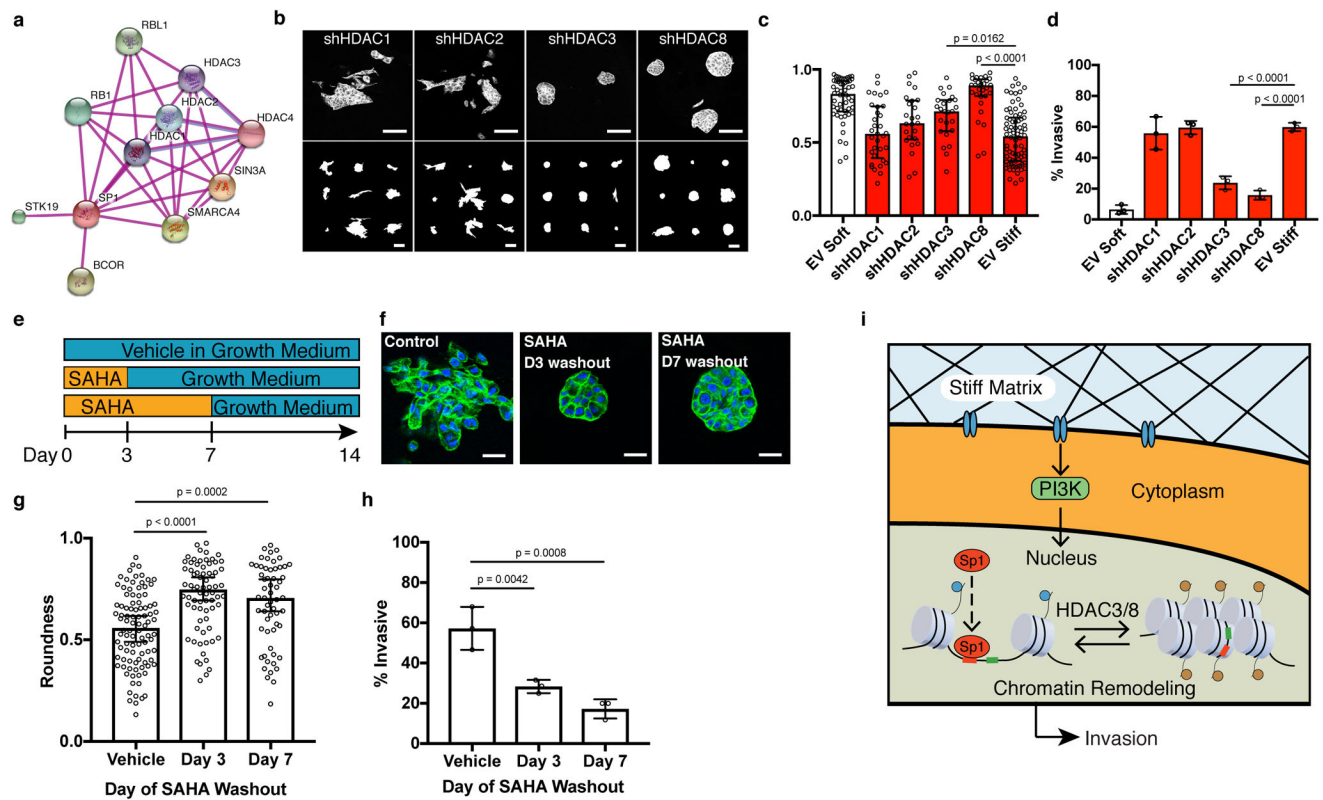 a
RBL1
HDAC3
RB1
HDAC2
HDAC4
HDAC1
SIN3A
SP1
STK19
SMARCA4
BCOR
b
shHDAC1
shHDAC2
shHDAC3
shHDAC8
c
p = 0.0162
p < 0.0001
1.0
0.5
0.0
EV Soft
shHDAC1
shHDAC2
shHDAC3
shHDAC8
EV Stiff
d
p < 0.0001
p < 0.0001
% Invasive
100
80
60
40
20
0
EV Soft
shHDAC1
shHDAC2
shHDAC3
shHDAC8
EV Stiff
e
Vehicle in Growth Medium
SAHA Growth Medium
SAHA Growth Medium
Day 0 3 7 14
f
Control
SAHA
D3 washout
SAHA
D7 washout
g
p = 0.0002
p < 0.0001
Roundness
1.0
0.5
0.0
Vehicle Day 3 Day 7
Day of SAHA Washout
h
p = 0.0008
p = 0.0042
% Invasive
100
80
60
40
20
0
Vehicle Day 3 Day 7
Day of SAHA Washout
i
Stiff Matrix
PI3K
Cytoplasm
Nucleus
Sp1
HDAC3/8
Sp1
Chromatin Remodeling
Invasion